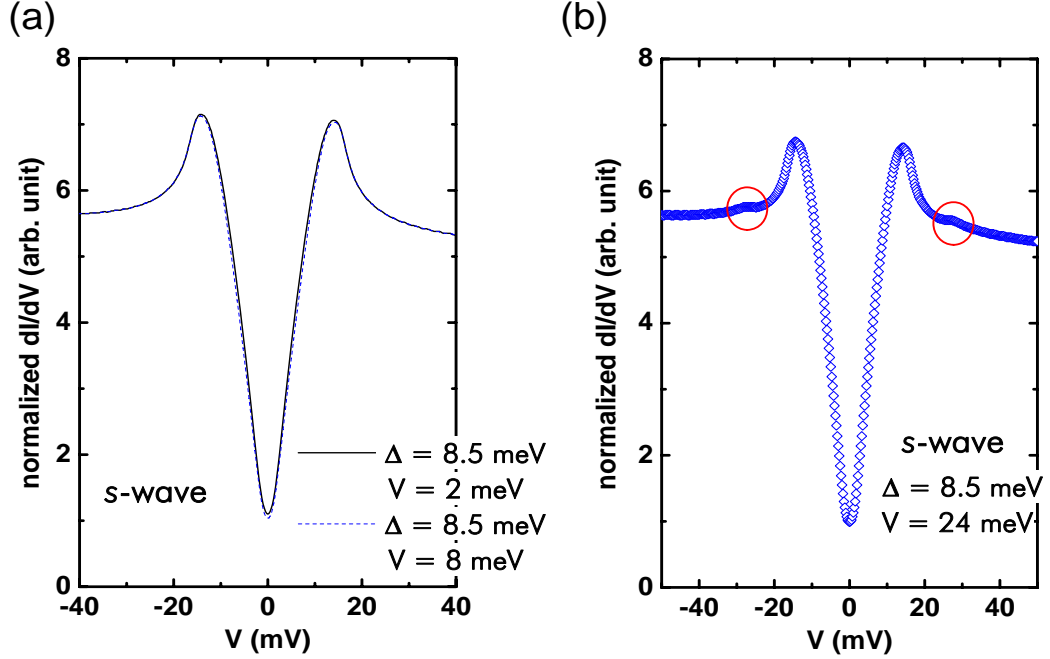 (a)
8
6
4
2
0
normalized dI/dV (arb. unit)
s-wave
Δ = 8.5 meV
V = 2 meV
Δ = 8.5 meV
V = 8 meV
-40 -20 0 20 40
V (mV)
(b)
8
6
4
2
0
normalized dI/dV (arb. unit)
s-wave
Δ = 8.5 meV
V = 24 meV
-40 -20 0 20 40
V (mV)